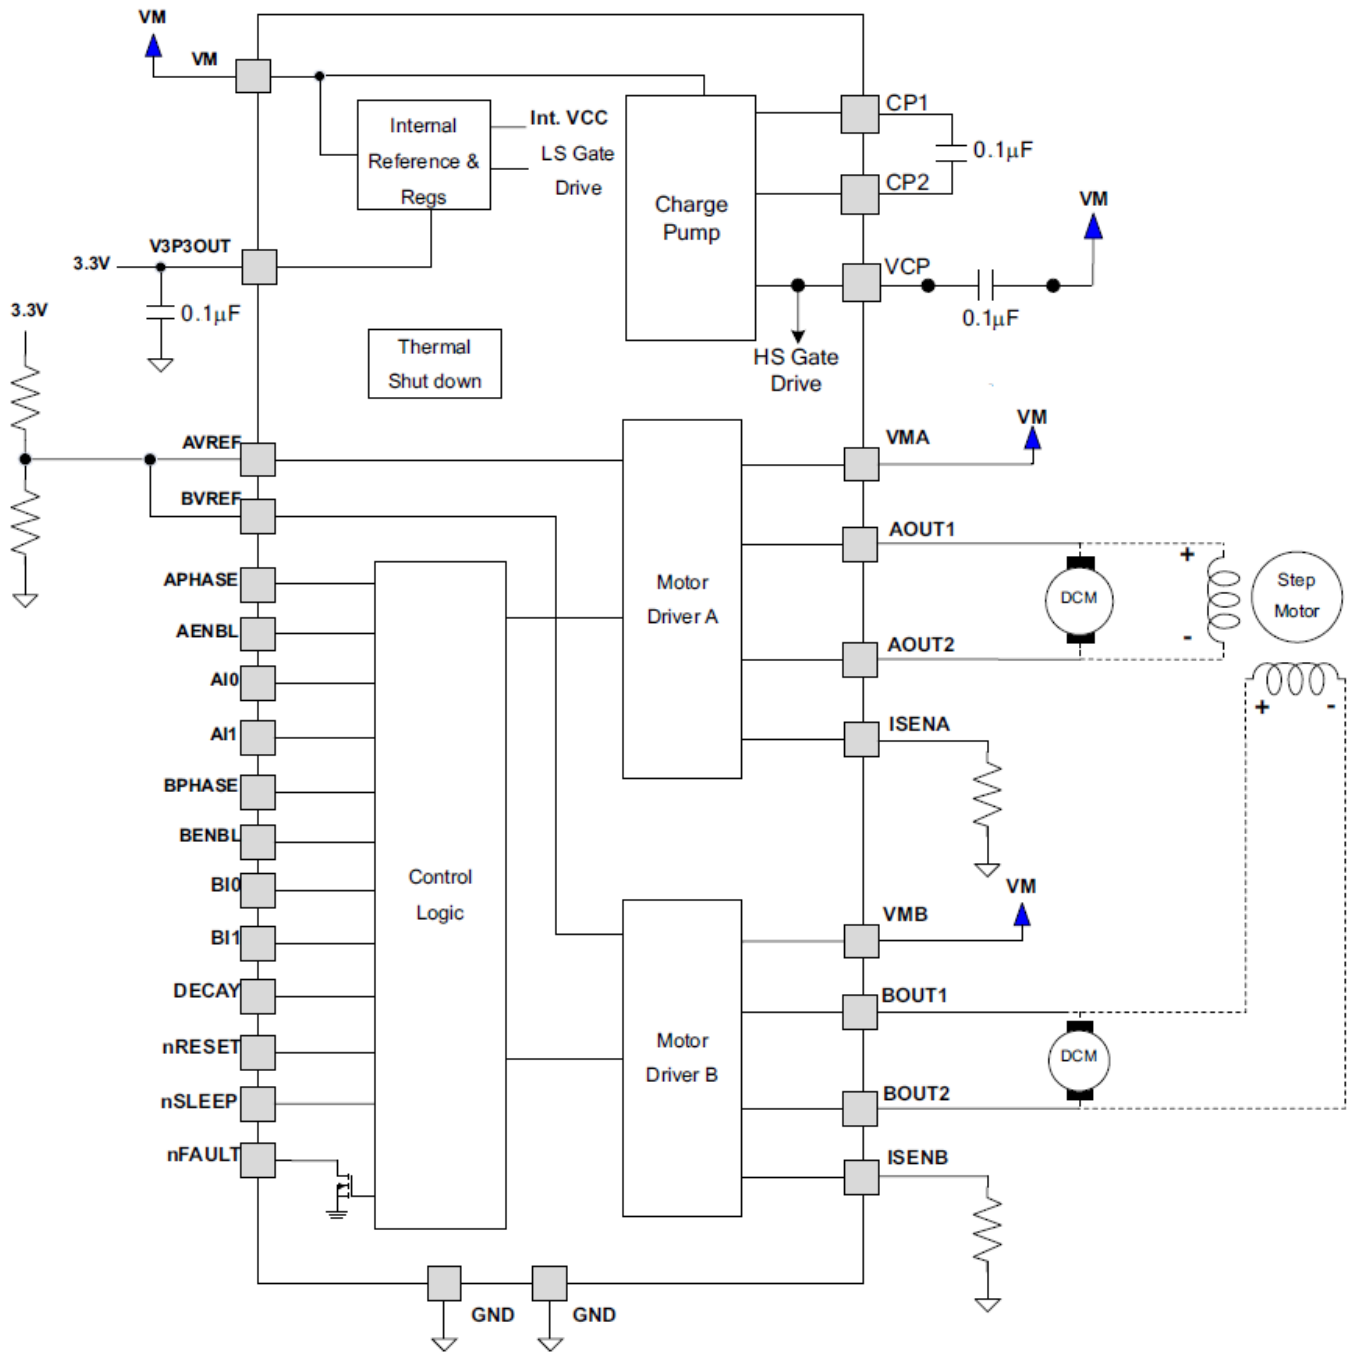 VM
VM
Internal
Reference &
Regs
Int. VCC
LS Gate
Drive
Charge
Pump
CP1
0.1µF
CP2
VM
VCP
0.1µF
HS Gate
Drive
V3P3OUT
3.3V
0.1µF
3.3V
Thermal
Shut down
AVREF
BVREF
APHASE
AENBL
AI0
AI1
BPHASE
BENBL
BI0
BI1
DECAY
nRESET
nSLEEP
nFAULT
Control
Logic
Motor
Driver A
VMA
VM
AOUT1
DCM
+
-
Step
Motor
AOUT2
+
-
ISENA
Motor
Driver B
VMB
VM
BOUT1
DCM
BOUT2
ISENB
GND
GND